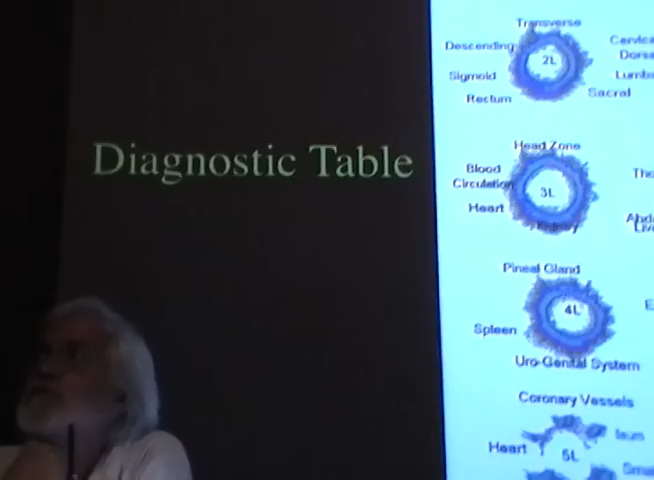 Diagnostic Table
Transverse
Descending
2L
Sigmoid
Sacral
Rectum
Head Zone
Blood
Circulation
3L
Heart
Kidney
Pineal Gland
4L
Spleen
Uro-Genital System
Coronary Vessels
Heart
5L